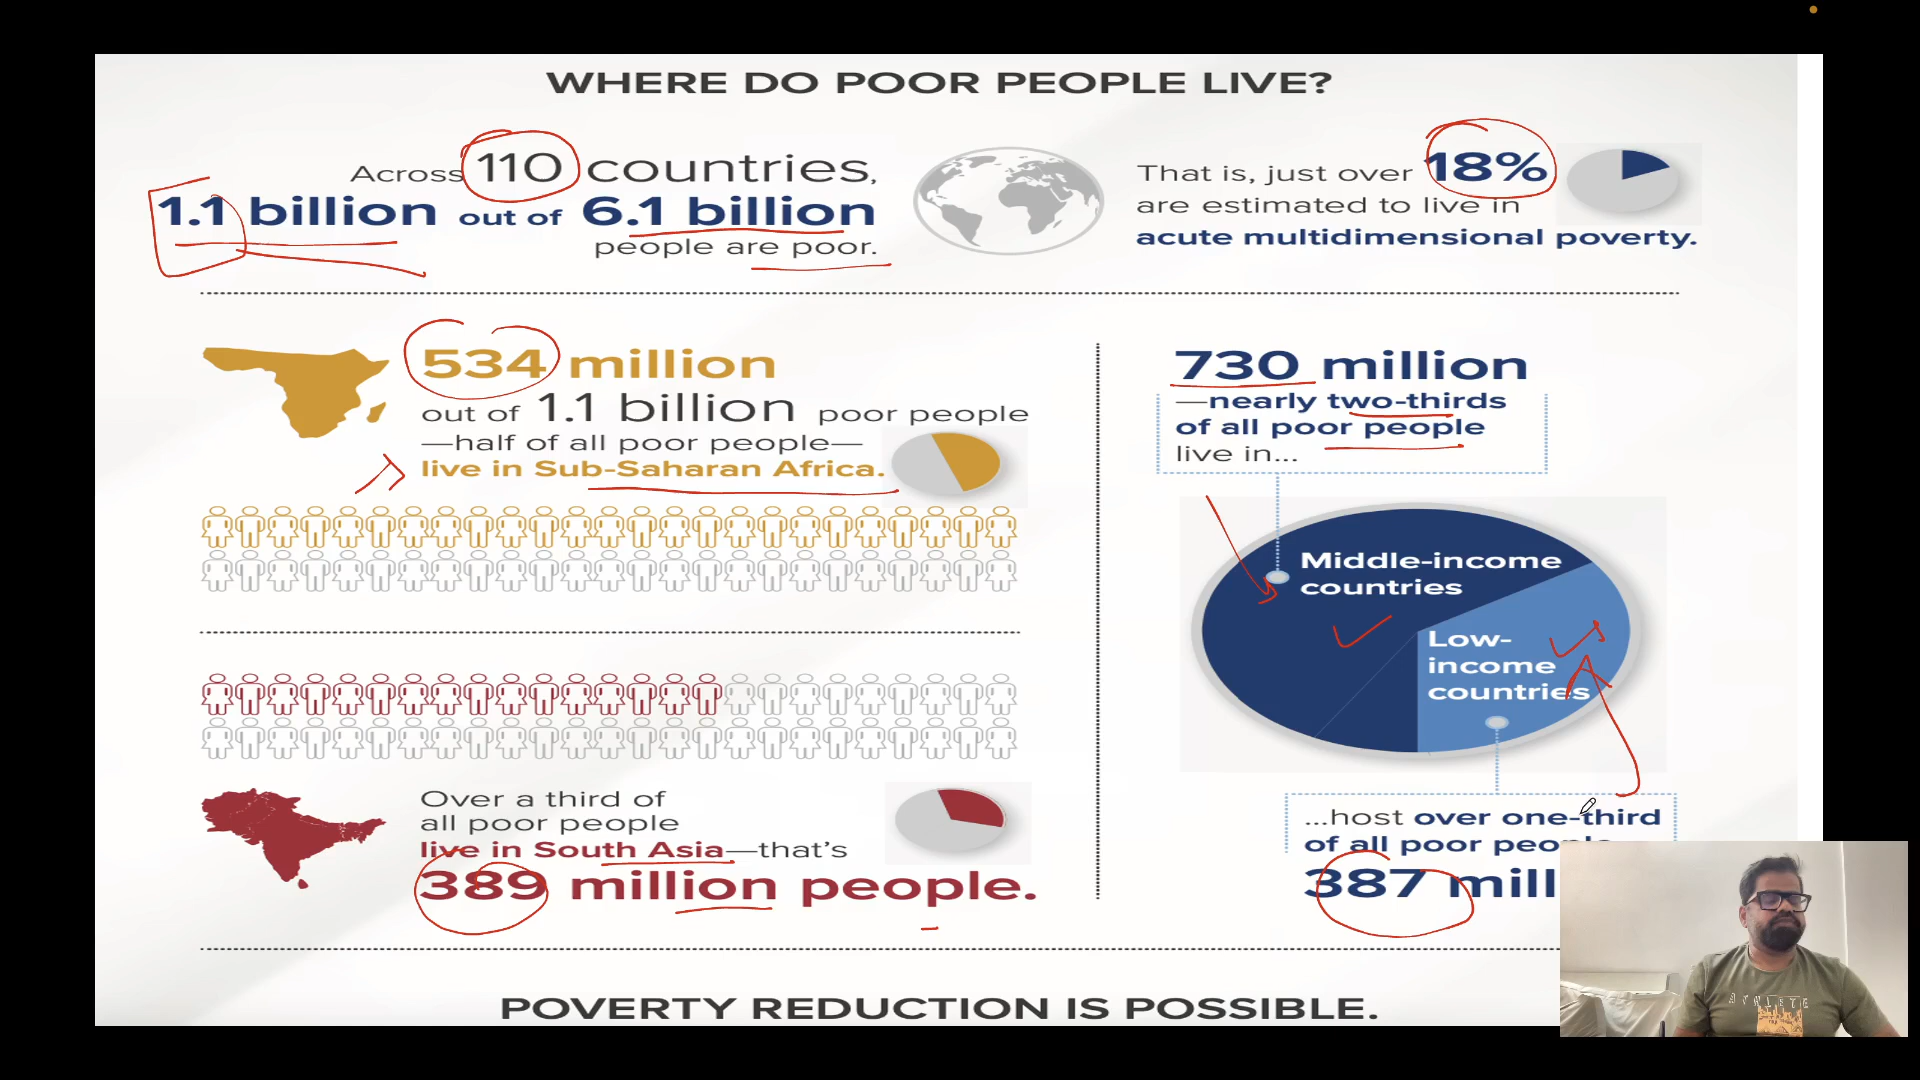 WHERE DO POOR PEOPLE LIVE?
Across 110 countries,
1.1 billion out of 6.1 billion
people are poor.
That is, just over 18%
are estimated to live in
acute multidimensional poverty.
534 million
out of 1.1 billion poor people
—half of all poor people—
live in Sub-Saharan Africa.
Over a third of
all poor people
live in South Asia—that's
389 million people.
730 million
—nearly two-thirds
of all poor people
live in...
Middle-income
countries
Low-
income
countries
...host over one-third
of all poor people
387 mill
POVERTY REDUCTION IS POSSIBLE.